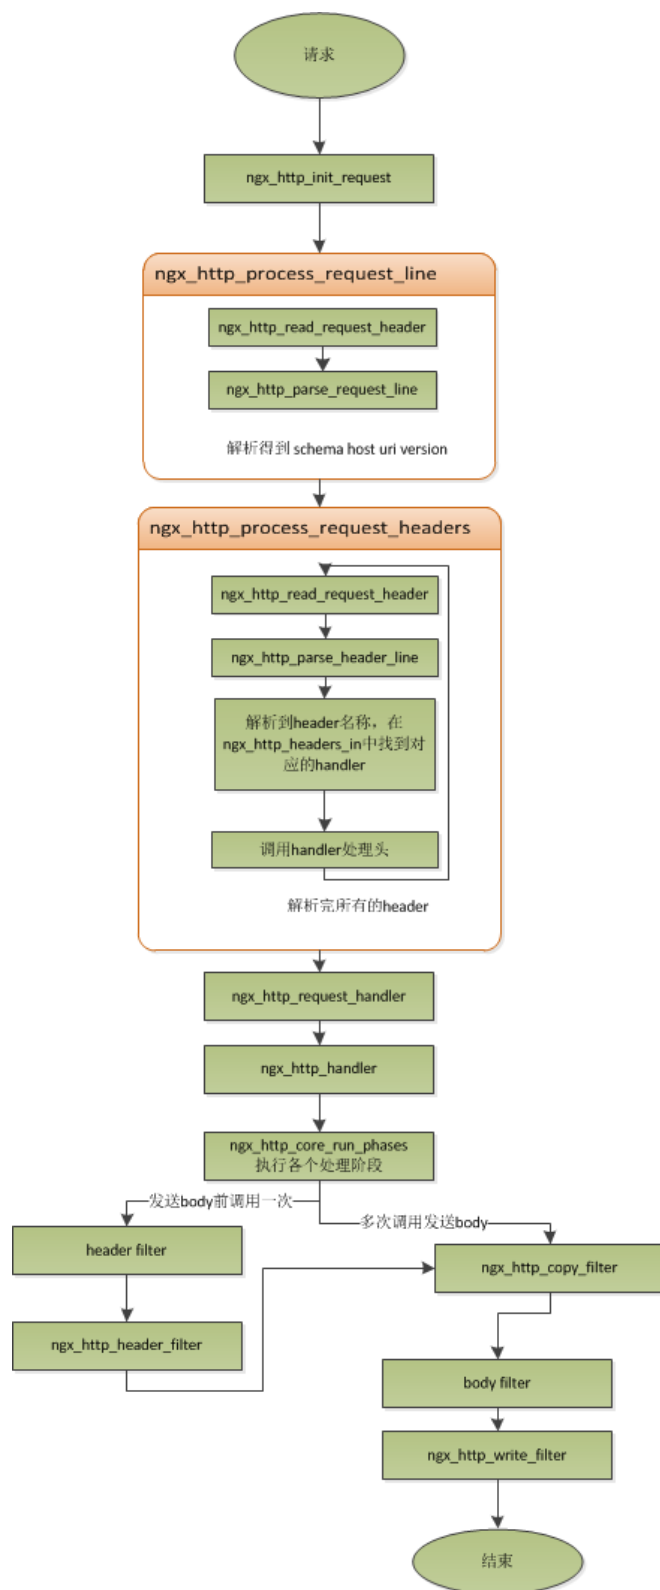 请求
ngx_http_init_request
ngx_http_process_request_line
ngx_http_read_request_header
ngx_http_parse_request_line
解析得到 schema host uri version
ngx_http_process_request_headers
ngx_http_read_request_header
ngx_http_parse_header_line
解析到header名称，在
ngx_http_headers_in中找到对
应的handler
调用handler处理头
解析完所有的header
ngx_http_request_handler
ngx_http_handler
ngx_http_core_run_phases
执行各个处理阶段
发送body前调用一次
多次调用发送body
header filter
ngx_http_copy_filter
ngx_http_header_filter
body filter
ngx_http_write_filter
结束